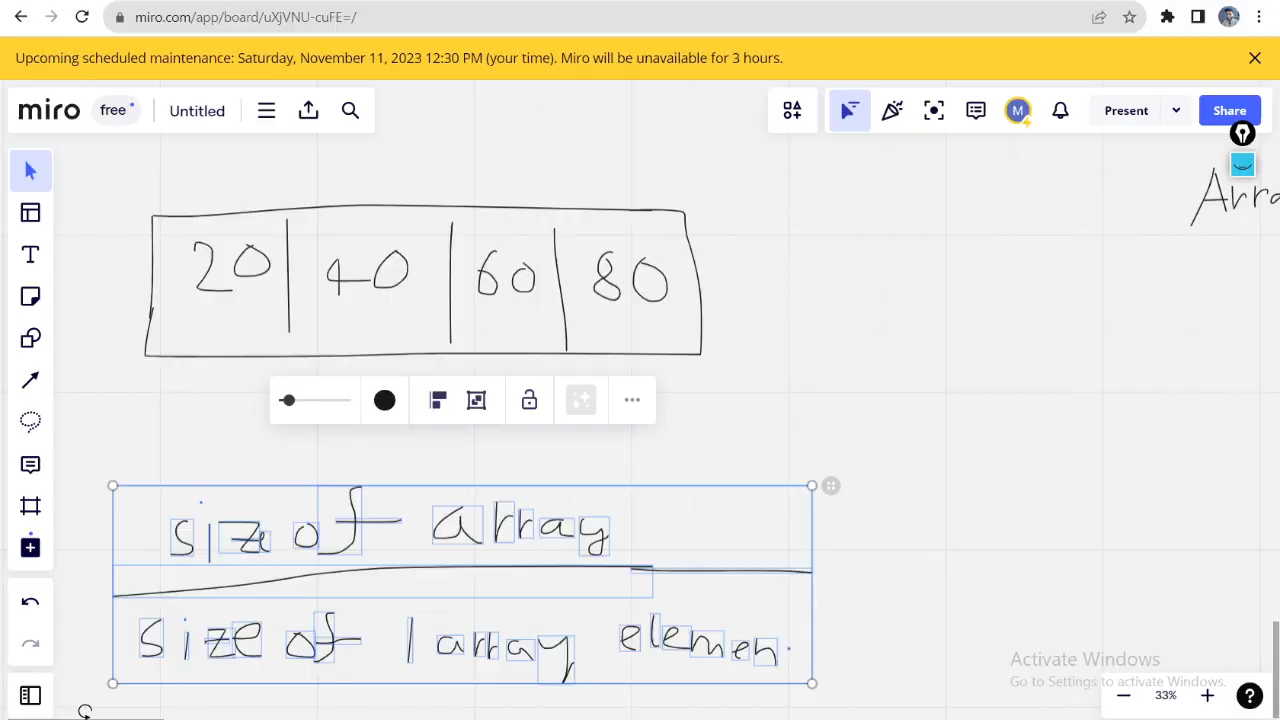 miro.com/app/board/uXjVNU-cuFE=/
Upcoming scheduled maintenance: Saturday, November 11, 2023 12:30 PM (your time). Miro will be unavailable for 3 hours.
miro free Untitled M Present Share
Arra
20 40 60 80
size of array
size of 1 array elemen
Activate Windows
Go to Settings to activate Windows.
33% ?